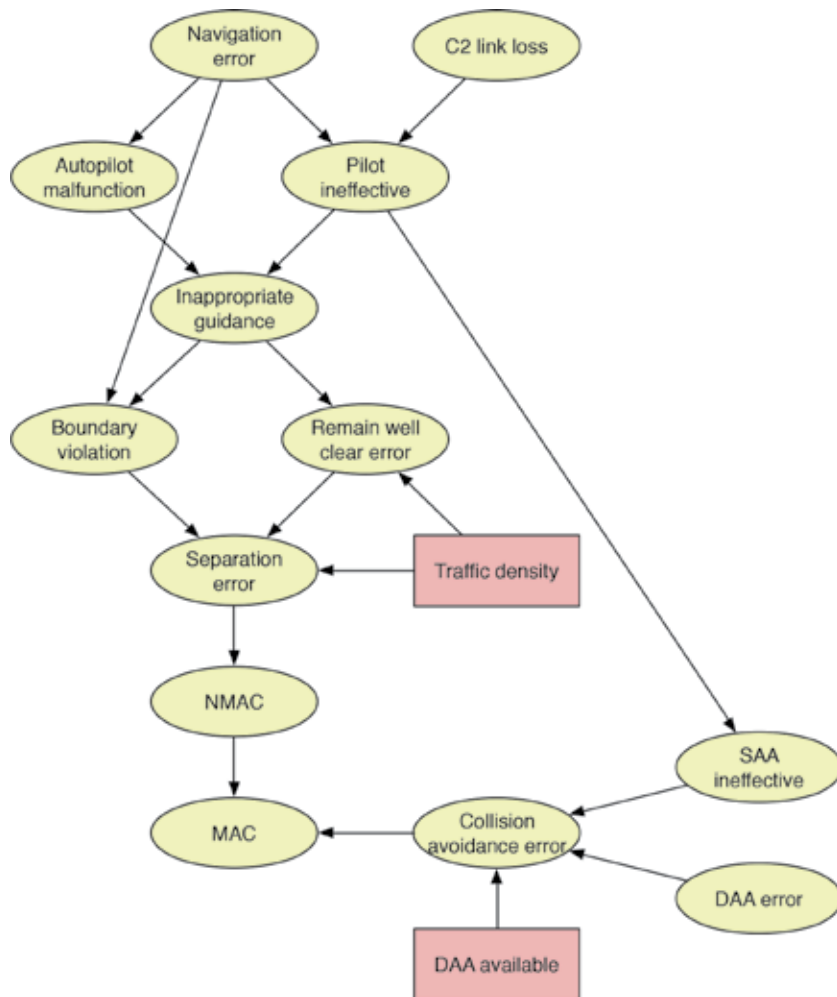 Navigation
error
C2 link loss
Autopilot
malfunction
Pilot
ineffective
Inappropriate
guidance
Boundary
violation
Remain well
clear error
Separation
error
Traffic density
NMAC
SAA
ineffective
MAC
Collision
avoidance error
DAA error
DAA available